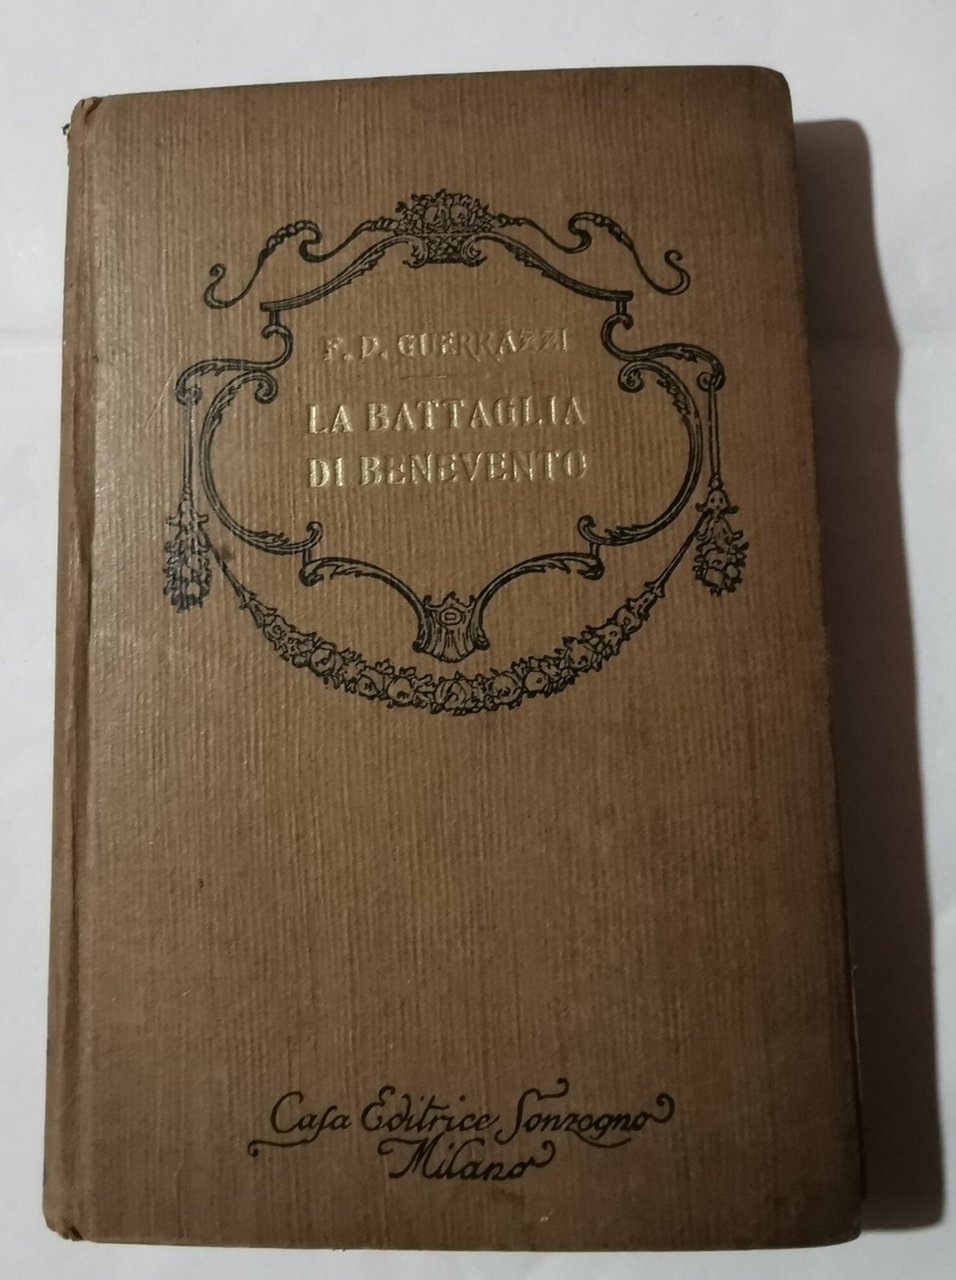 F. D. GUERRAZZI
LA BATTAGLIA
DI BENEVENTO
Casa Editrice Sonzogno
Milano